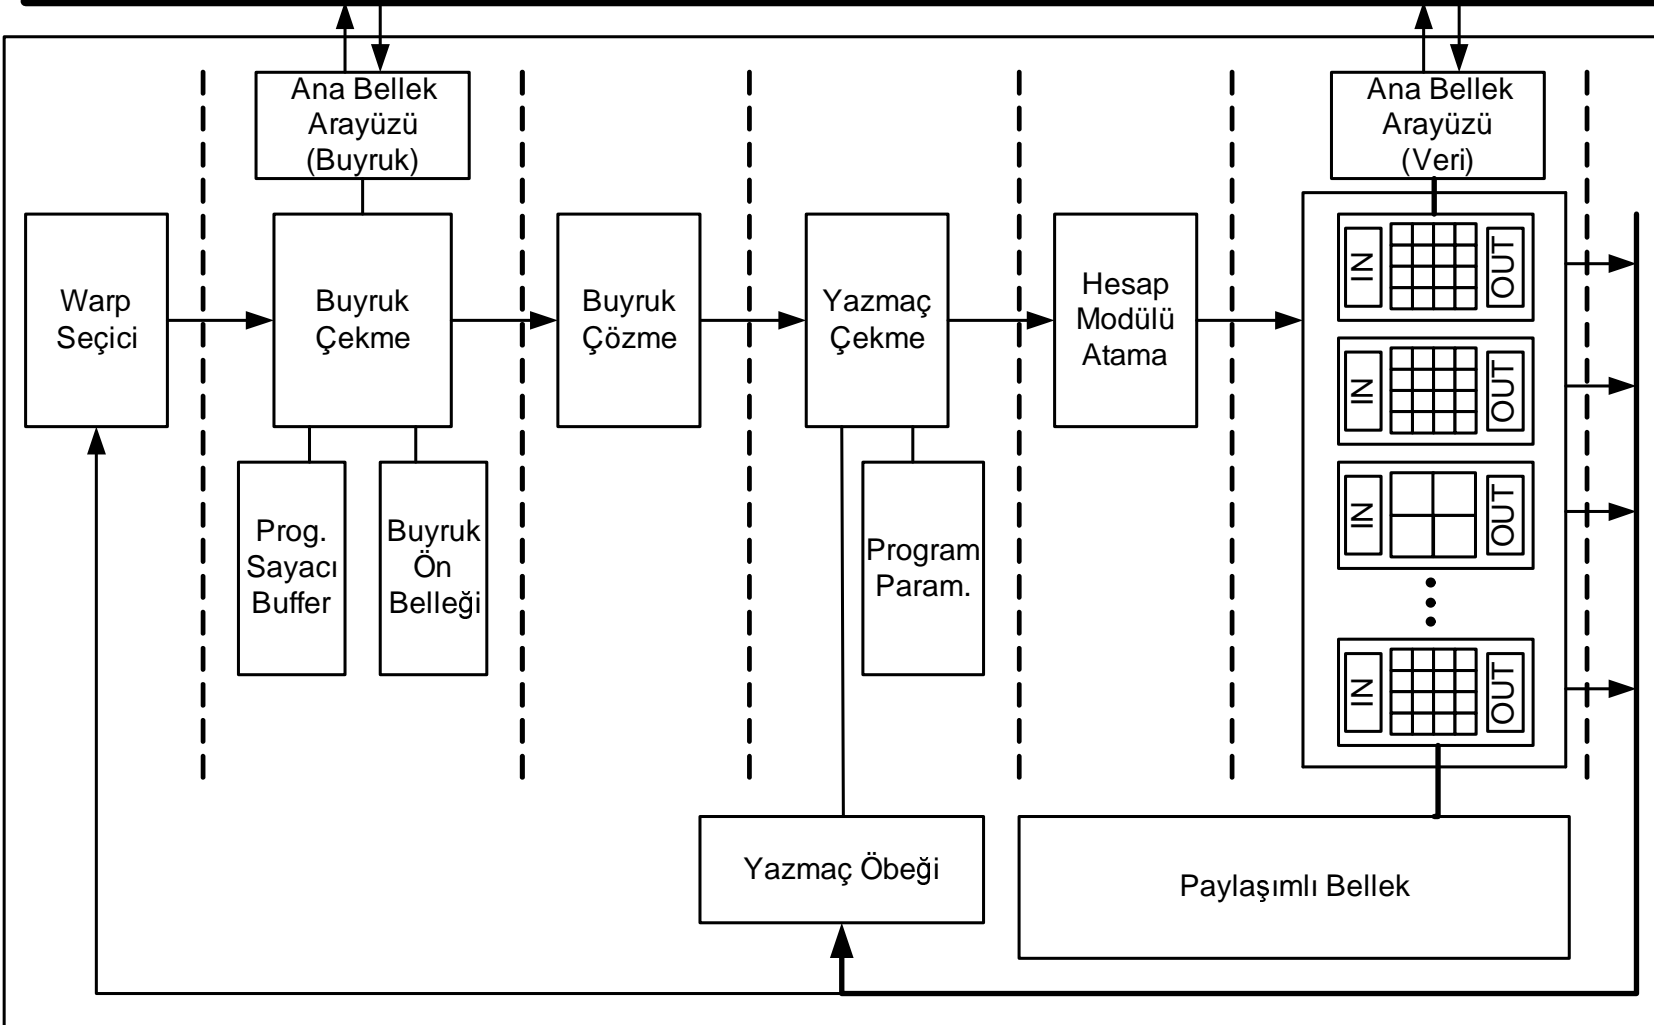 Ana Bellek
Arayüzü
(Buyruk)
Ana Bellek
Arayüzü
(Veri)
Warp
Seçici
Buyruk
Çekme
Buyruk
Çözme
Yazmaç
Çekme
Hesap
Modülü
Atama
IN
OUT
IN
OUT
IN
OUT
IN
OUT
Prog.
Sayacı
Buffer
Buyruk
Ön
Belleği
Program
Param.
Yazmaç Öbeği
Paylaşımlı Bellek